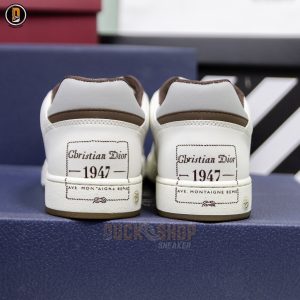 Christian Dior
1947
AVE MONTAIGNE
Christian Dior
1947
AVE MONTAIGNE
DUCK SHOP
SNEAKER